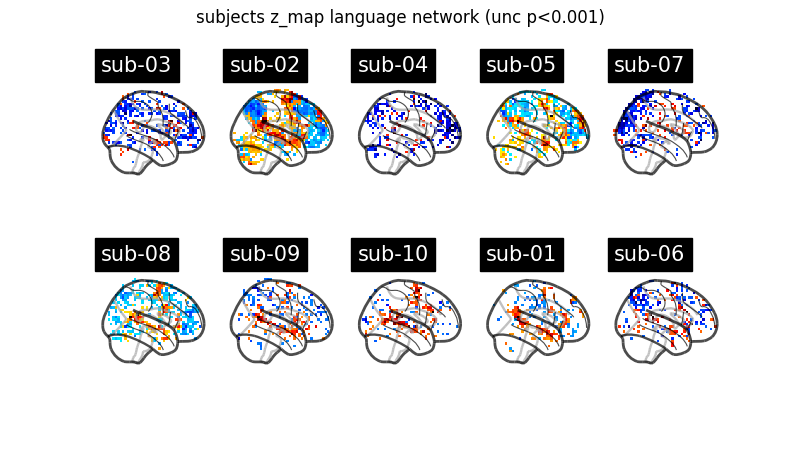 subjects z_map language network (unc p<0.001)
sub-03 sub-02 sub-04 sub-05 sub-07
sub-08 sub-09 sub-10 sub-01 sub-06